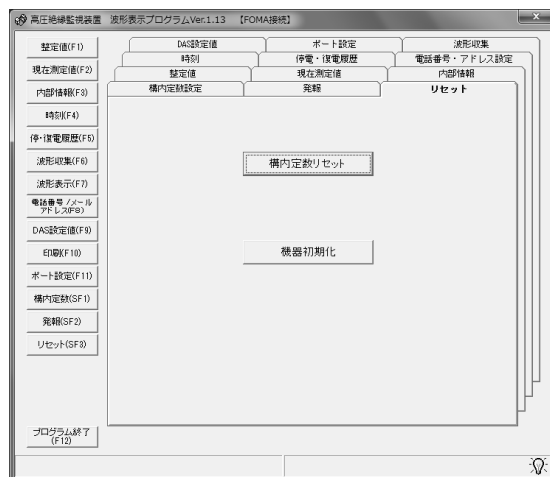 高圧絶縁監視装置 波形表示プログラムVer.1.13 【FOMA接続】
整定値(F1)
現在測定値(F2)
内部情報(F3)
時刻(F4)
停・復電履歴(F5)
波形収集(F6)
波形表示(F7)
電話番号/メール
アドレス(F8)
DAS設定値(F9)
印刷(F10)
ポート設定(F11)
構内定数(SF1)
発報(SF2)
リセット(SF3)
プログラム終了
(F12)
DAS設定値 ポート設定 波形収集
時刻 停電・復電履歴 電話番号・アドレス設定
整定値 現在測定値 内部情報
構内定数設定 発報 リセット
構内定数リセット
機器初期化